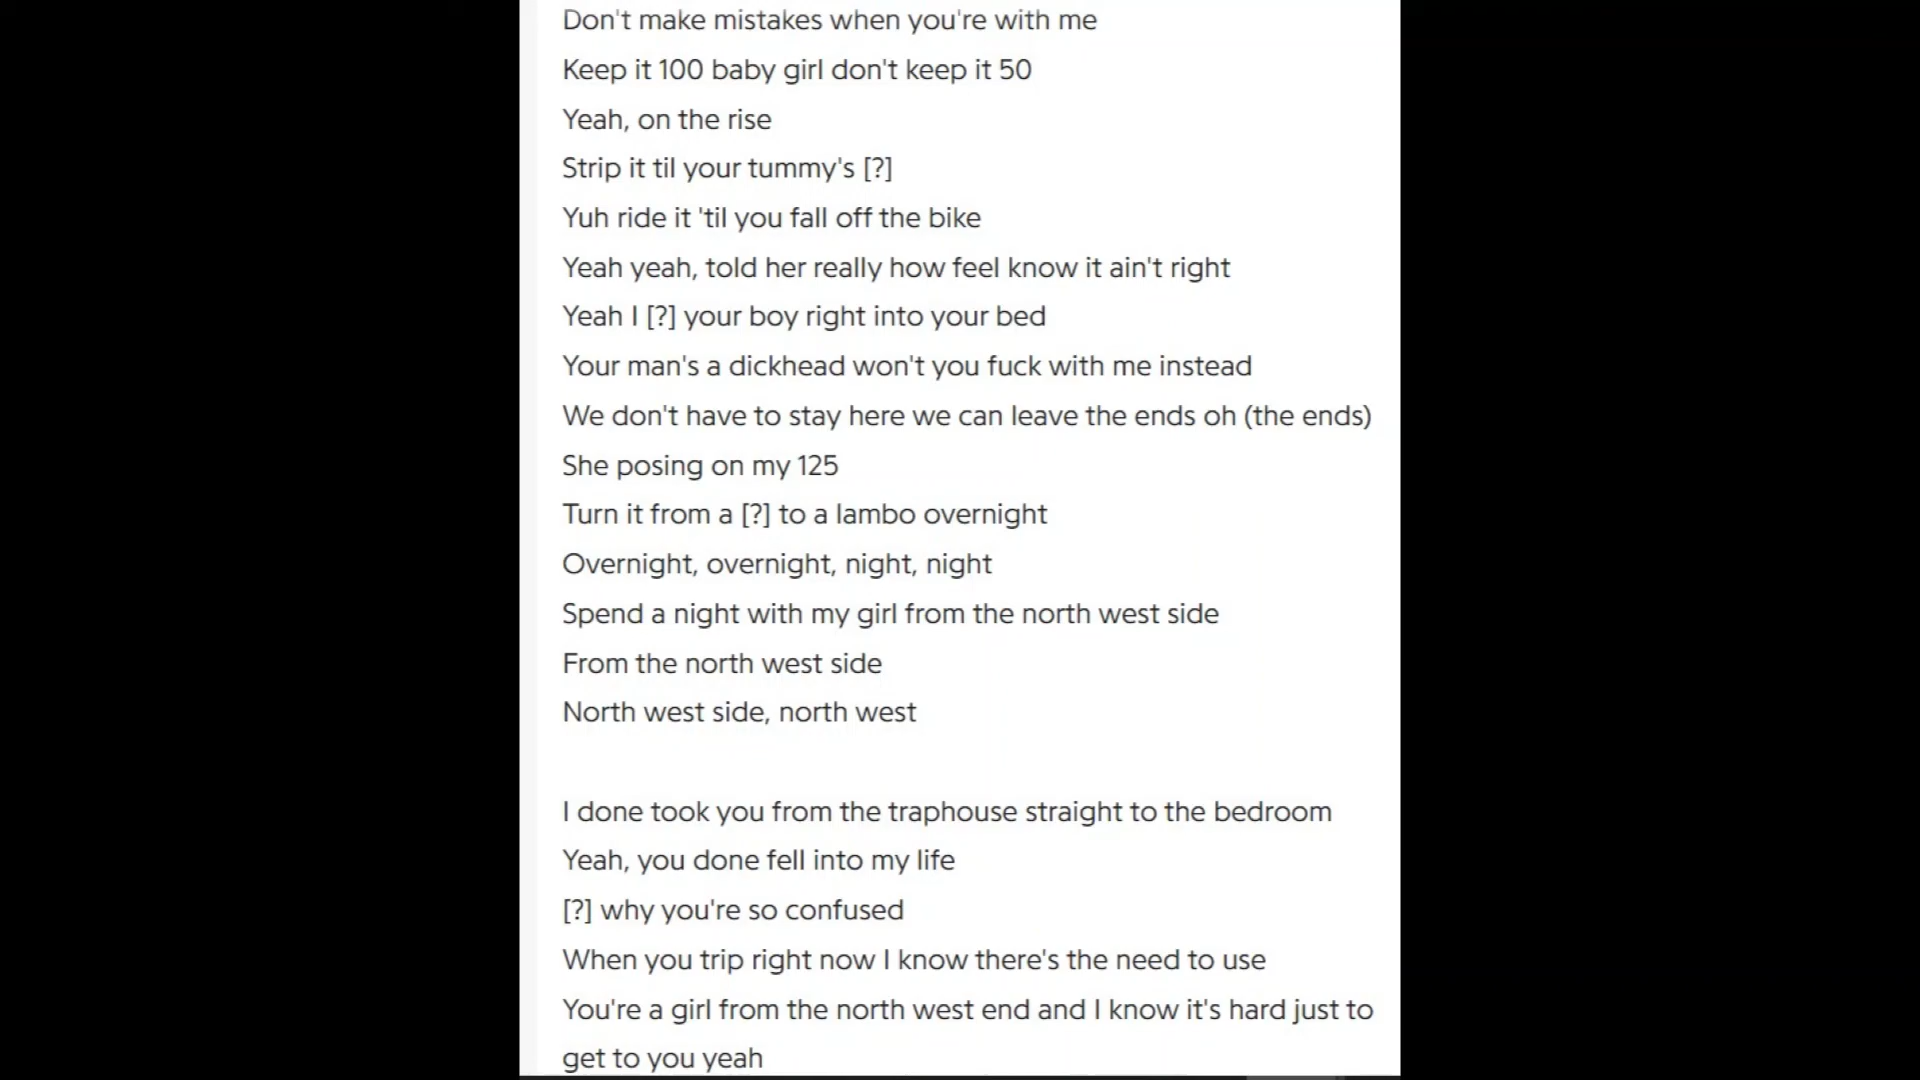 Don't make mistakes when you're with me
Keep it 100 baby girl don't keep it 50
Yeah, on the rise
Strip it til your tummy's [?]
Yuh ride it 'til you fall off the bike
Yeah yeah, told her really how feel know it ain't right
Yeah I [?] your boy right into your bed
Your man's a dickhead won't you fuck with me instead
We don't have to stay here we can leave the ends oh (the ends)
She posing on my 125
Turn it from a [?] to a lambo overnight
Overnight, overnight, night, night
Spend a night with my girl from the north west side
From the north west side
North west side, north west
I done took you from the traphouse straight to the bedroom
Yeah, you done fell into my life
[?] why you're so confused
When you trip right now I know there's the need to use
You're a girl from the north west end and I know it's hard just to
get to you yeah